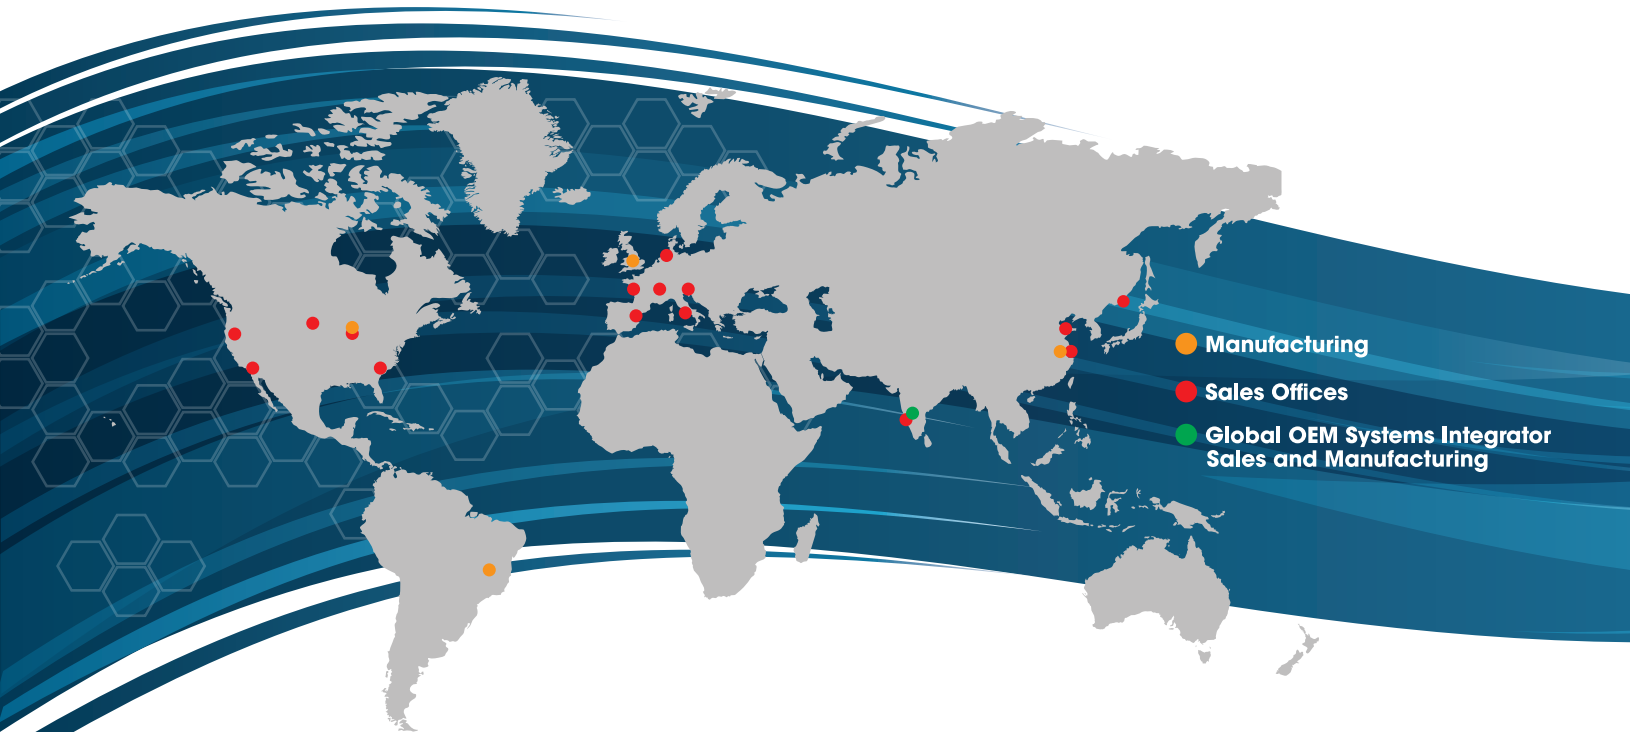 Manufacturing
Sales Offices
Global OEM Systems Integrator
Sales and Manufacturing